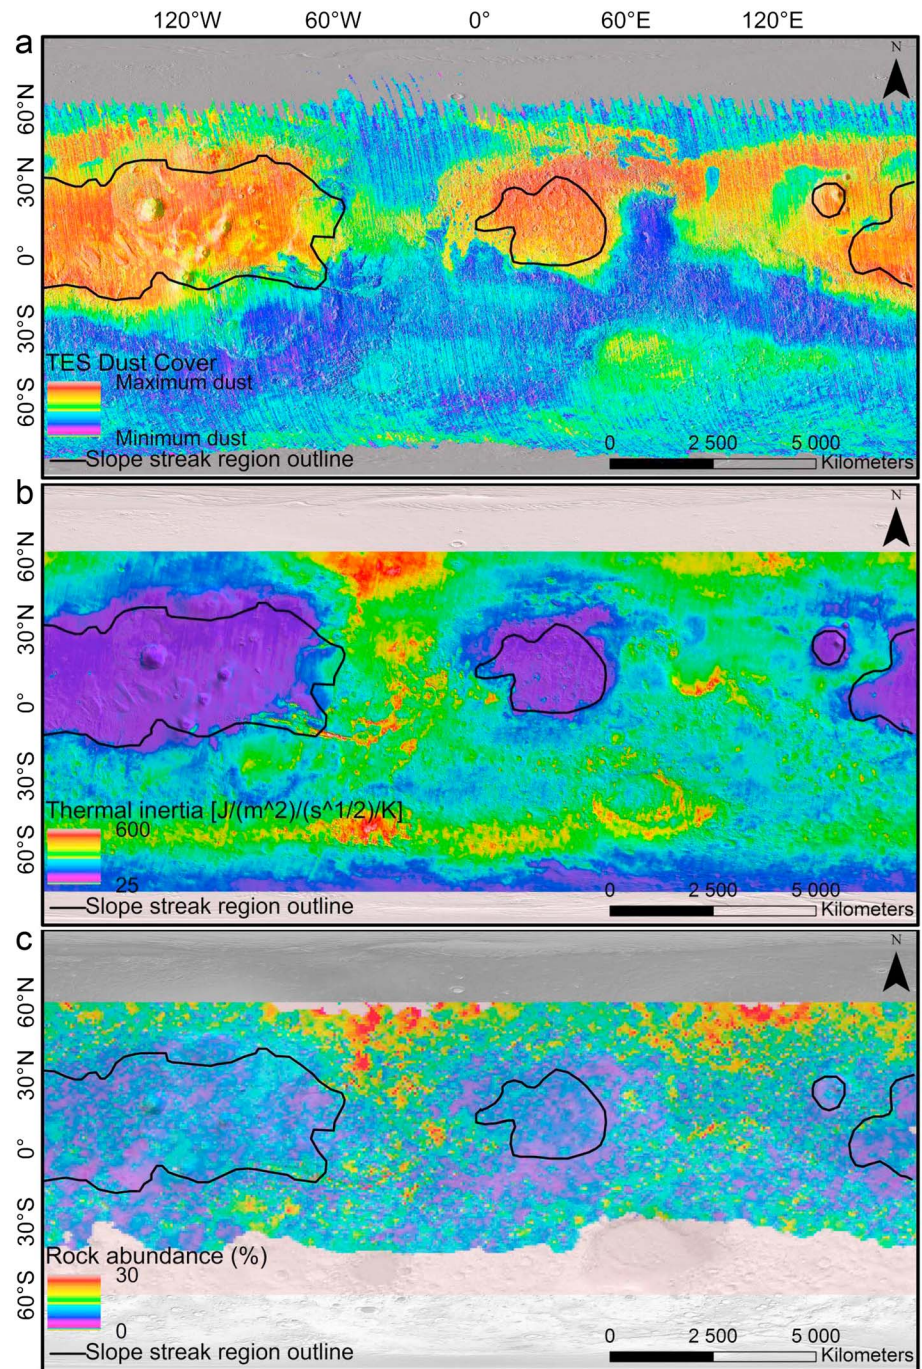 120°W 60°W 0° 60°E 120°E
a
N
60°N
30°N
0°
30°S
60°S
TES Dust Cover
Maximum dust
Minimum dust
Slope streak region outline
0 2 500 5 000
Kilometers
b
N
60°N
30°N
0°
30°S
60°S
Thermal inertia [J/(m^2)/(s^1/2)/K]
600
25
Slope streak region outline
0 2 500 5 000
Kilometers
c
N
60°N
30°N
0°
30°S
60°S
Rock abundance (%)
30
0
Slope streak region outline
0 2 500 5 000
Kilometers